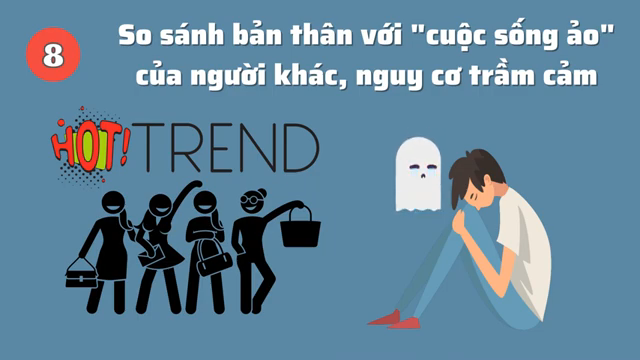 8
So sánh bản thân với "cuộc sống ảo"
của người khác, nguy cơ trầm cảm
HOT! TREND